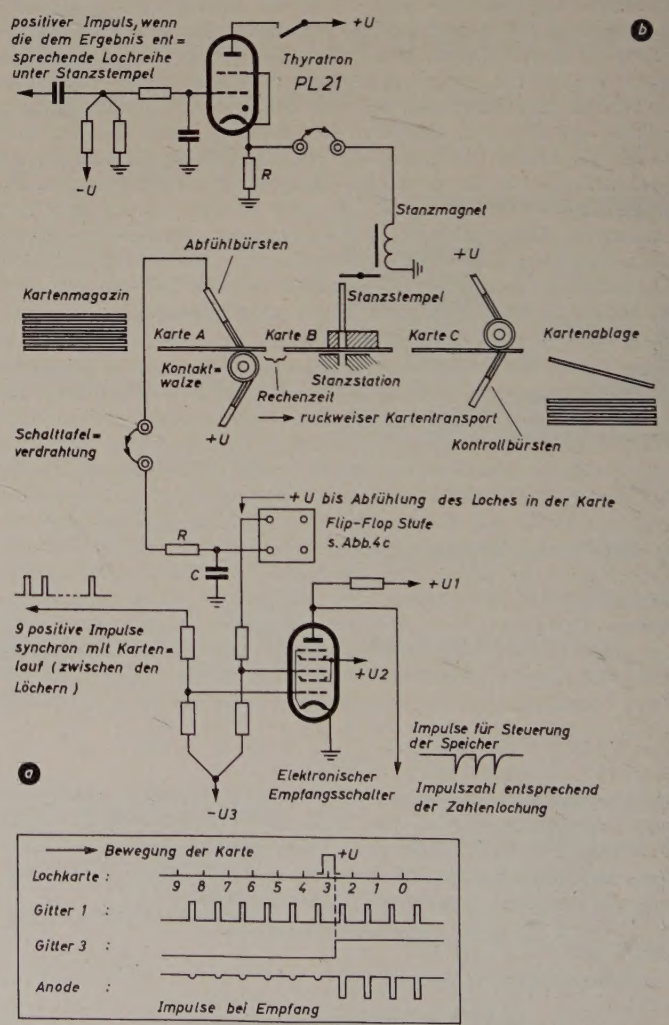 positiver Impuls, wenn
die dem Ergebnis ent=
sprechende Lochreihe
unter Stanzstempel
+U
b
Thyratron
PL 21
-U
R
Stanzmagnet
Abfühlbürsten
+U
Kartenmagazin
Stanzstempel
Karte A
Karte B
Karte C
Kartenablage
Kontakt=
walze
Stanzstation
Rechenzeit
ruckweiser Kartentransport
+U
Kontrollbürsten
Schalttafel=
verdrahtung
+U bis Abfühlung des Loches in der Karte
R
Flip-Flop Stufe
s. Abb.4c
C
+U1
9 positive Impulse
synchron mit Karten=
lauf (zwischen den
Löchern)
+U2
Impulse für Steuerung
der Speicher
a
Elektronischer
Empfangsschalter
Impulszahl entsprechend
der Zahlenlochung
-U3
Bewegung der Karte
+U
Lochkarte :
9 8 7 6 5 4 3 2 1 0
Gitter 1 :
Gitter 3 :
Anode :
Impulse bei Empfang